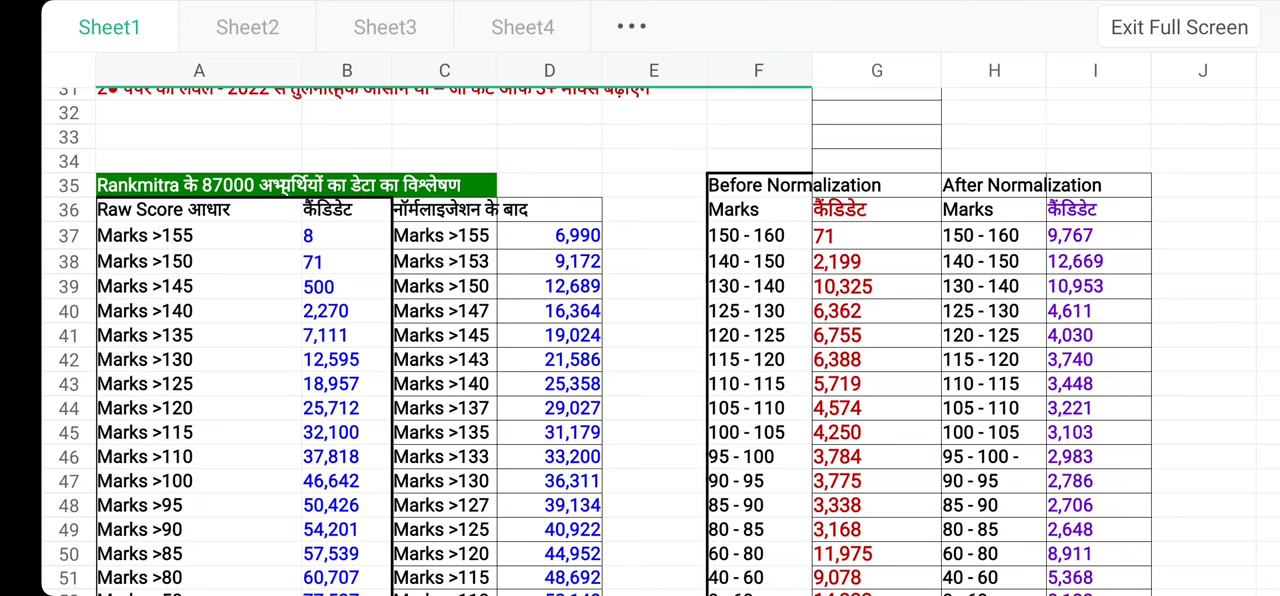 Sheet1 Sheet2 Sheet3 Sheet4 ••• Exit Full Screen
A B C D E F G H I J
31 2● पेपर का लेवल - 2022 से तुलनात्मक आसान था – जो कट ऑफ 3+ मार्क्स बढ़ाएगा
32
33
34
35 Rankmitra के 87000 अभ्यर्थियों का डेटा का विश्लेषण Before Normalization After Normalization
36 Raw Score आधार कैंडिडेट नॉर्मलाइजेशन के बाद Marks कैंडिडेट Marks कैंडिडेट
37 Marks >155 8 Marks >155 6,990 150 - 160 71 150 - 160 9,767
38 Marks >150 71 Marks >153 9,172 140 - 150 2,199 140 - 150 12,669
39 Marks >145 500 Marks >150 12,689 130 - 140 10,325 130 - 140 10,953
40 Marks >140 2,270 Marks >147 16,364 125 - 130 6,362 125 - 130 4,611
41 Marks >135 7,111 Marks >145 19,024 120 - 125 6,755 120 - 125 4,030
42 Marks >130 12,595 Marks >143 21,586 115 - 120 6,388 115 - 120 3,740
43 Marks >125 18,957 Marks >140 25,358 110 - 115 5,719 110 - 115 3,448
44 Marks >120 25,712 Marks >137 29,027 105 - 110 4,574 105 - 110 3,221
45 Marks >115 32,100 Marks >135 31,179 100 - 105 4,250 100 - 105 3,103
46 Marks >110 37,818 Marks >133 33,200 95 - 100 3,784 95 - 100 - 2,983
47 Marks >100 46,642 Marks >130 36,311 90 - 95 3,775 90 - 95 2,786
48 Marks >95 50,426 Marks >127 39,134 85 - 90 3,338 85 - 90 2,706
49 Marks >90 54,201 Marks >125 40,922 80 - 85 3,168 80 - 85 2,648
50 Marks >85 57,539 Marks >120 44,952 60 - 80 11,975 60 - 80 8,911
51 Marks >80 60,707 Marks >115 48,692 40 - 60 9,078 40 - 60 5,368